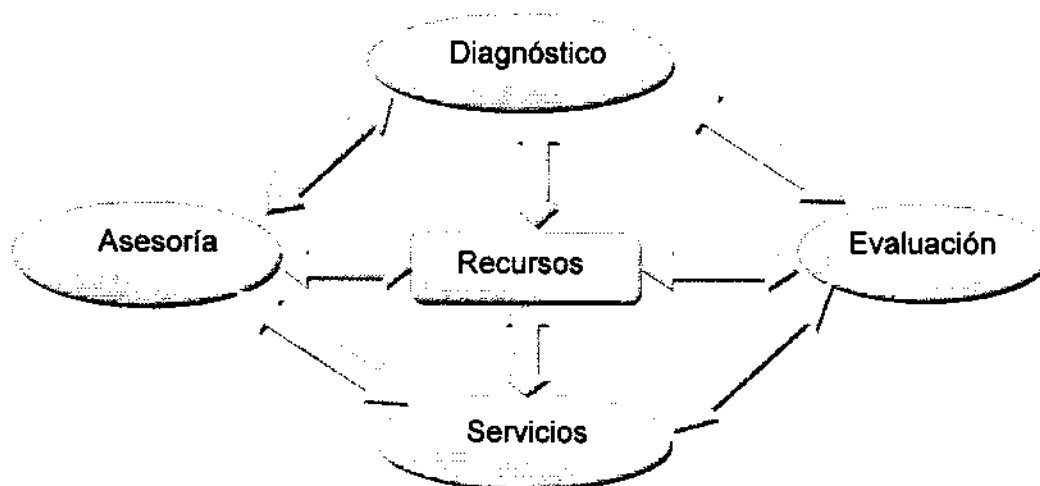 Diagnóstico
Asesoría
Recursos
Evaluación
Servicios